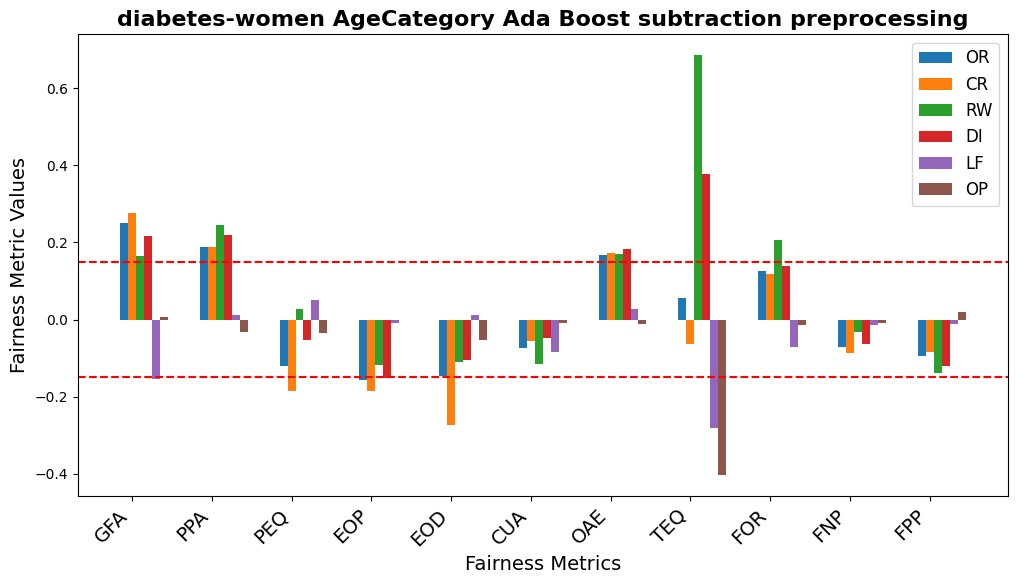 diabetes-women AgeCategory Ada Boost subtraction preprocessing
OR
CR
RW
DI
LF
OP
Fairness Metric Values
0.6
0.4
0.2
0.0
−0.2
−0.4
GFA
PPA
PEQ
EOP
EOD
CUA
OAE
TEQ
FOR
FNP
FPP
Fairness Metrics